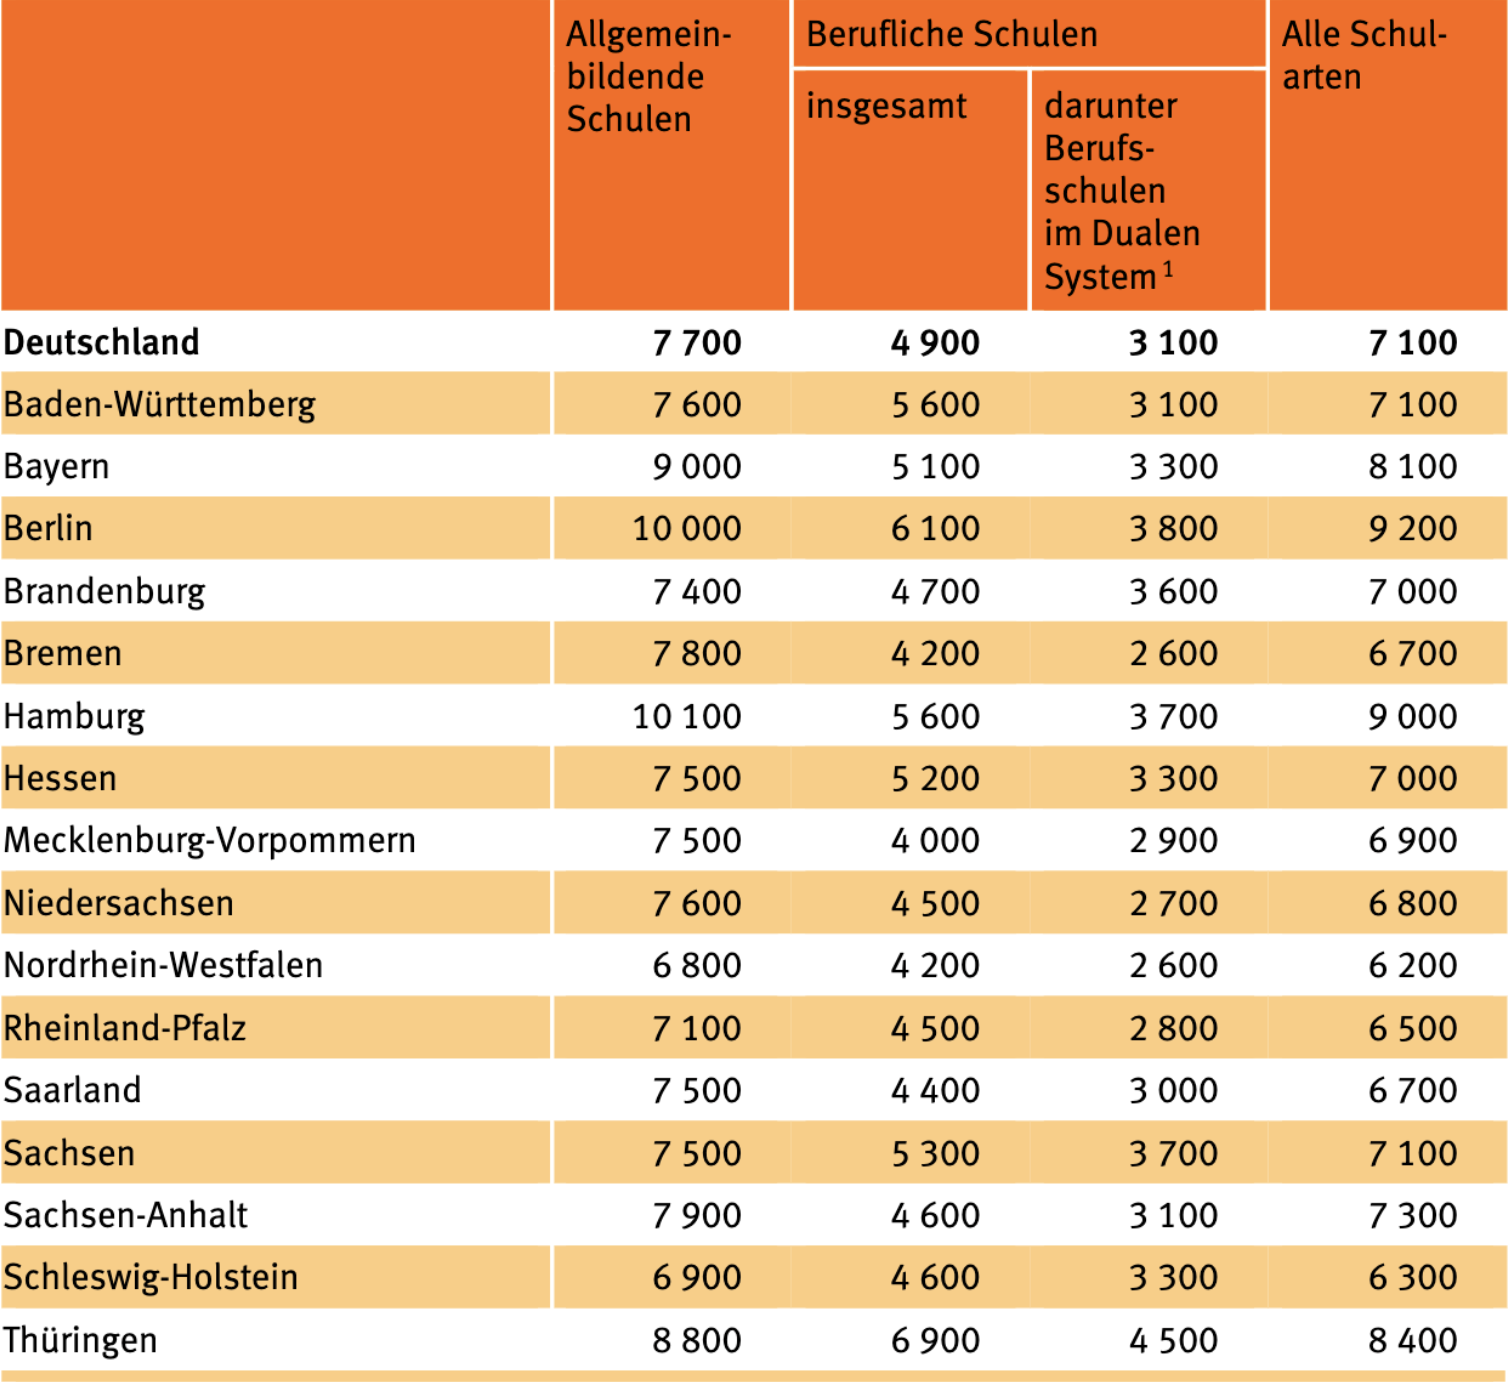 Allgemein-
bildende
Schulen
Berufliche Schulen
insgesamt
darunter
Berufs-
schulen
im Dualen
System 1
Alle Schul-
arten
Deutschland 7 700 4 900 3 100 7 100
Baden-Württemberg 7 600 5 600 3 100 7 100
Bayern 9 000 5 100 3 300 8 100
Berlin 10 000 6 100 3 800 9 200
Brandenburg 7 400 4 700 3 600 7 000
Bremen 7 800 4 200 2 600 6 700
Hamburg 10 100 5 600 3 700 9 000
Hessen 7 500 5 200 3 300 7 000
Mecklenburg-Vorpommern 7 500 4 000 2 900 6 900
Niedersachsen 7 600 4 500 2 700 6 800
Nordrhein-Westfalen 6 800 4 200 2 600 6 200
Rheinland-Pfalz 7 100 4 500 2 800 6 500
Saarland 7 500 4 400 3 000 6 700
Sachsen 7 500 5 300 3 700 7 100
Sachsen-Anhalt 7 900 4 600 3 100 7 300
Schleswig-Holstein 6 900 4 600 3 300 6 300
Thüringen 8 800 6 900 4 500 8 400